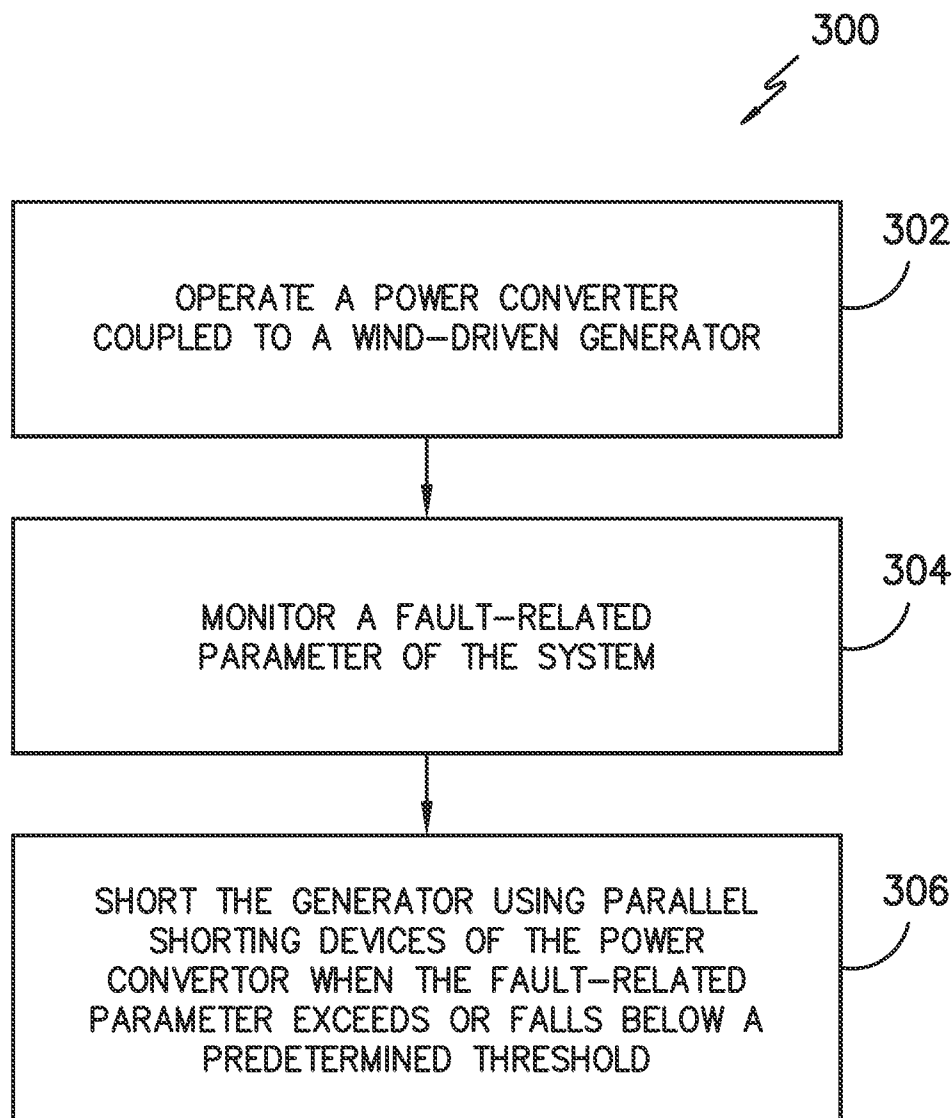 300
OPERATE A POWER CONVERTER
COUPLED TO A WIND-DRIVEN GENERATOR
302
MONITOR A FAULT-RELATED
PARAMETER OF THE SYSTEM
304
SHORT THE GENERATOR USING PARALLEL
SHORTING DEVICES OF THE POWER
CONVERTOR WHEN THE FAULT-RELATED
PARAMETER EXCEEDS OR FALLS BELOW A
PREDETERMINED THRESHOLD
306